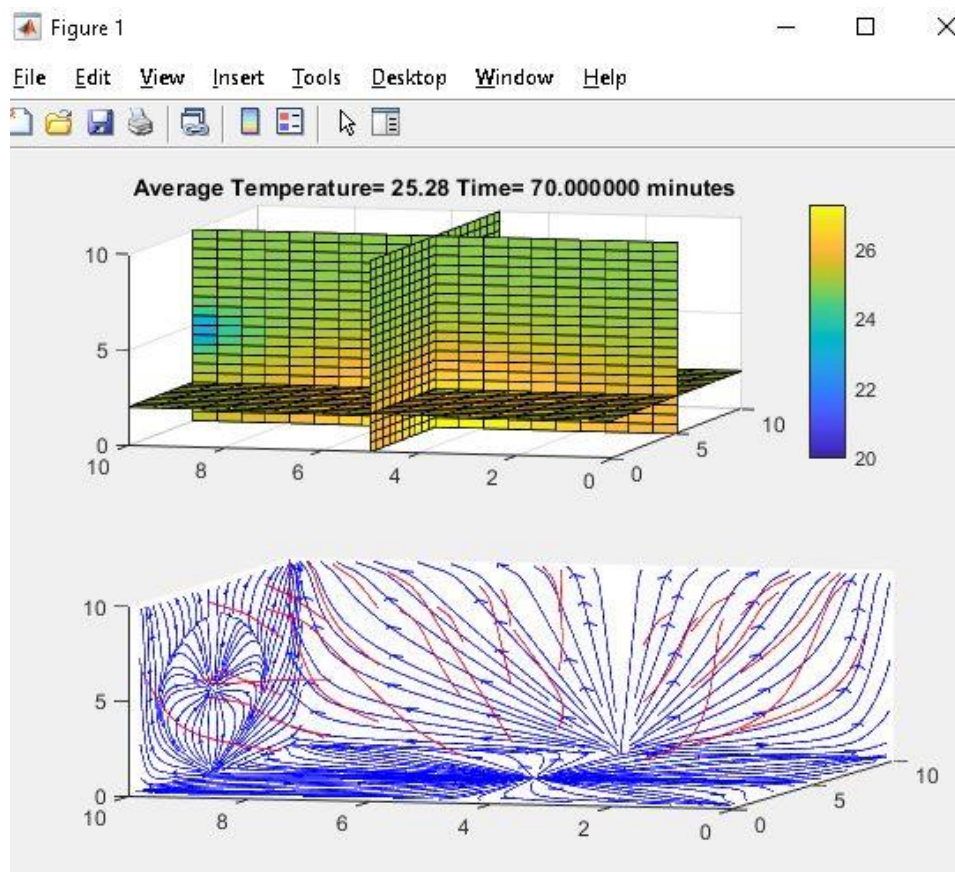 Figure 1
File Edit View Insert Tools Desktop Window Help
Average Temperature= 25.28 Time= 70.000000 minutes
10
5
0
10 8 6 4 2 0
0 5 10
26
24
22
20
10
5
0
10 8 6 4 2 0
0 5 10